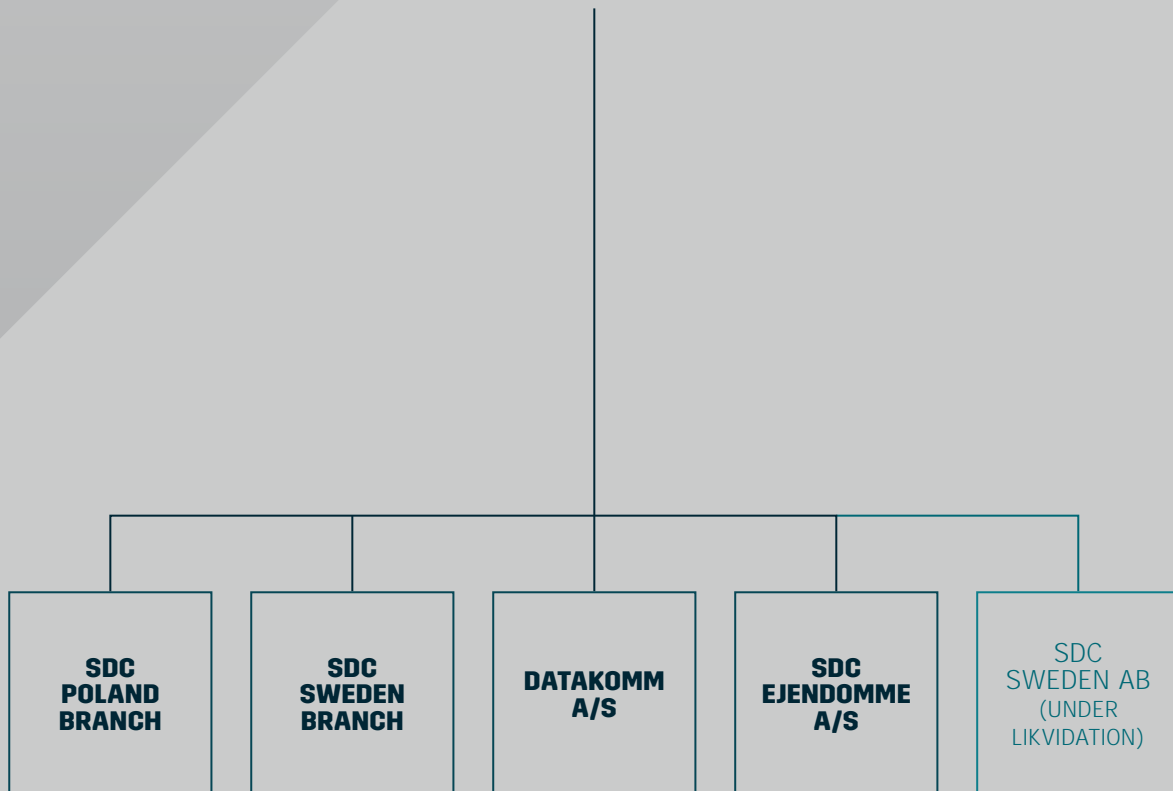 SDC
POLAND
BRANCH
SDC
SWEDEN
BRANCH
DATAKOMM
A/S
SDC
EJENDOMME
A/S
SDC
SWEDEN AB
(UNDER
LIKVIDATION)